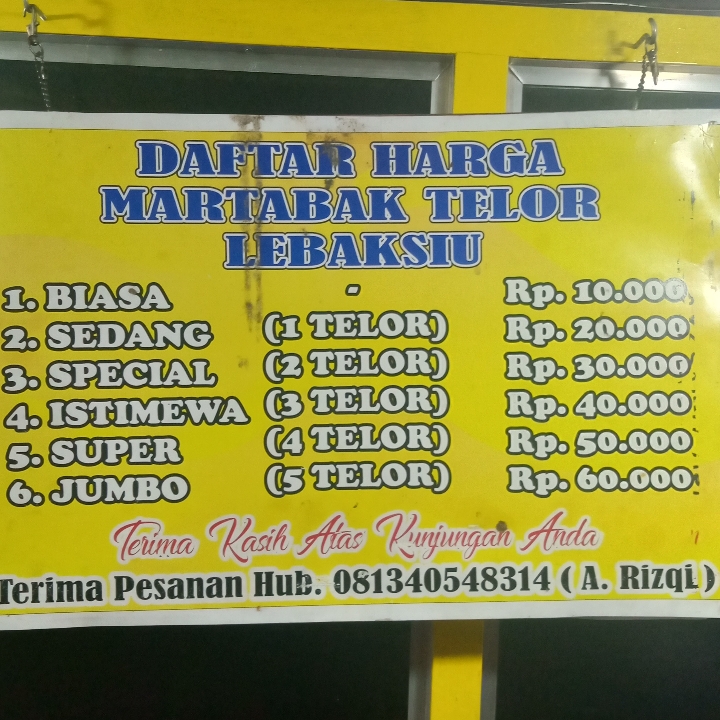 DAFTAR HARGA
MARTABAK TELOR
LEBAKSIU
1. BIASA - Rp. 10.000
2. SEDANG (1 TELOR) Rp. 20.000
3. SPECIAL (2 TELOR) Rp. 30.000
4. ISTIMEWA (3 TELOR) Rp. 40.000
5. SUPER (4 TELOR) Rp. 50.000
6. JUMBO (5 TELOR) Rp. 60.000
Terima Kasih Atas Kunjungan Anda
Terima Pesanan Hub. 081340548314 ( A. Rizqi )